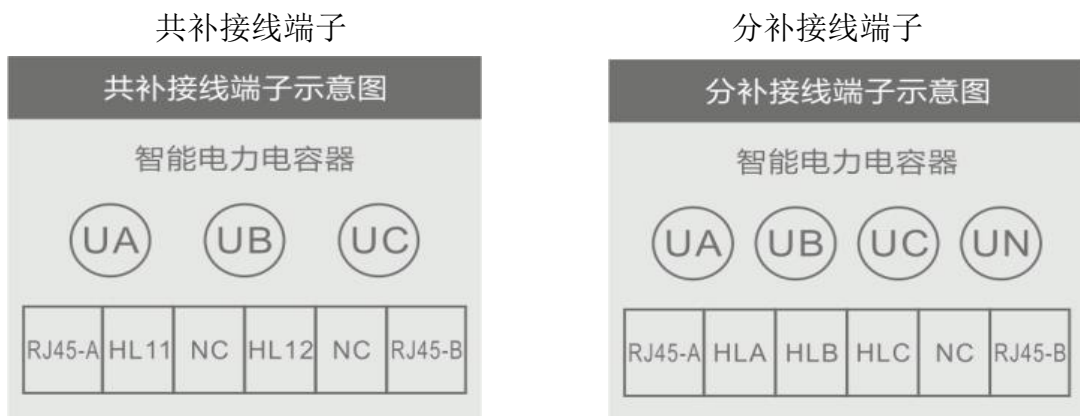 共补接线端子
共补接线端子示意图
智能电力电容器
UA UB UC
RJ45-A HL11 NC HL12 NC RJ45-B
分补接线端子
分补接线端子示意图
智能电力电容器
UA UB UC UN
RJ45-A HLA HLB HLC NC RJ45-B